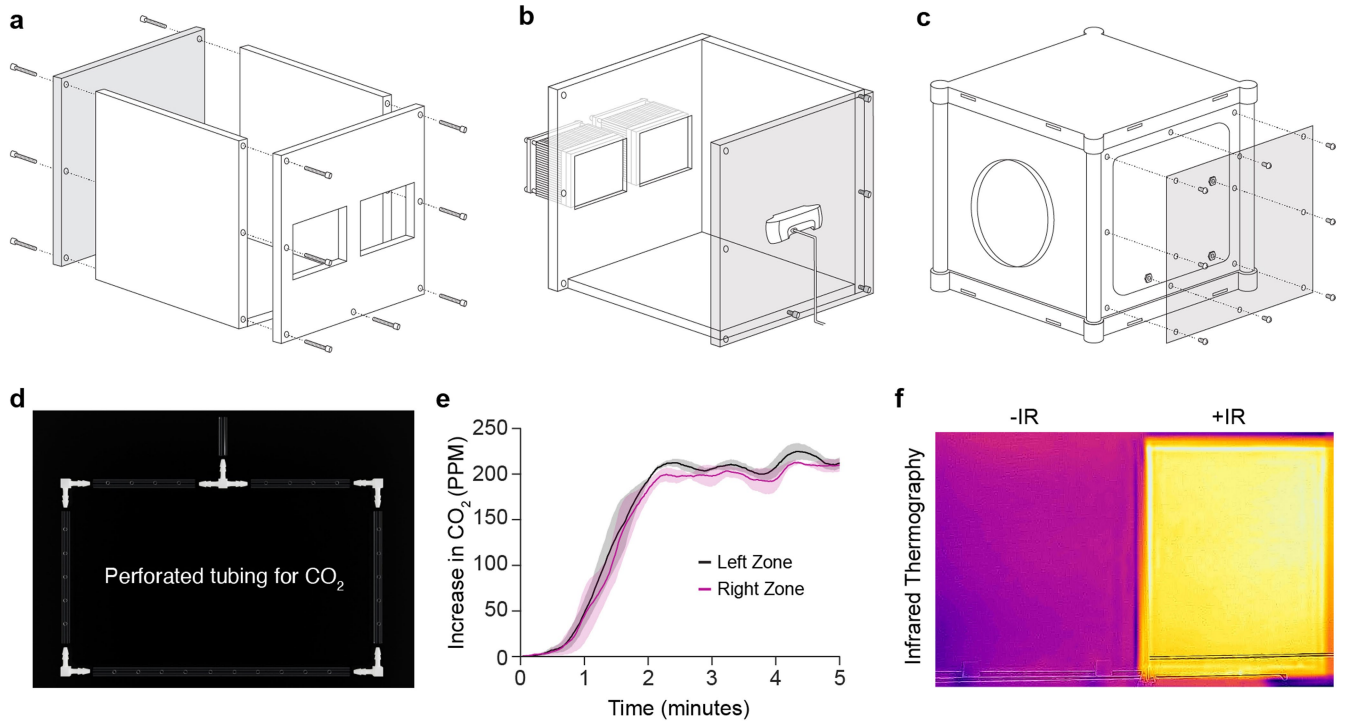 a
b
c
d
Perforated tubing for CO₂
e
Increase in CO₂ (PPM)
250
200
150
100
50
0
0 1 2 3 4 5
Time (minutes)
Left Zone
Right Zone
f
-IR +IR
Infrared Thermography